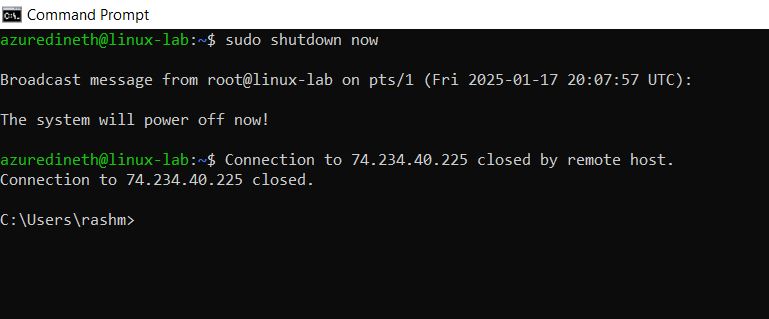 Command Prompt
azuredineth@linux-lab:~$ sudo shutdown now
Broadcast message from root@linux-lab on pts/1 (Fri 2025-01-17 20:07:57 UTC):
The system will power off now!
azuredineth@linux-lab:~$ Connection to 74.234.40.225 closed by remote host.
Connection to 74.234.40.225 closed.
C:\Users\rashm>